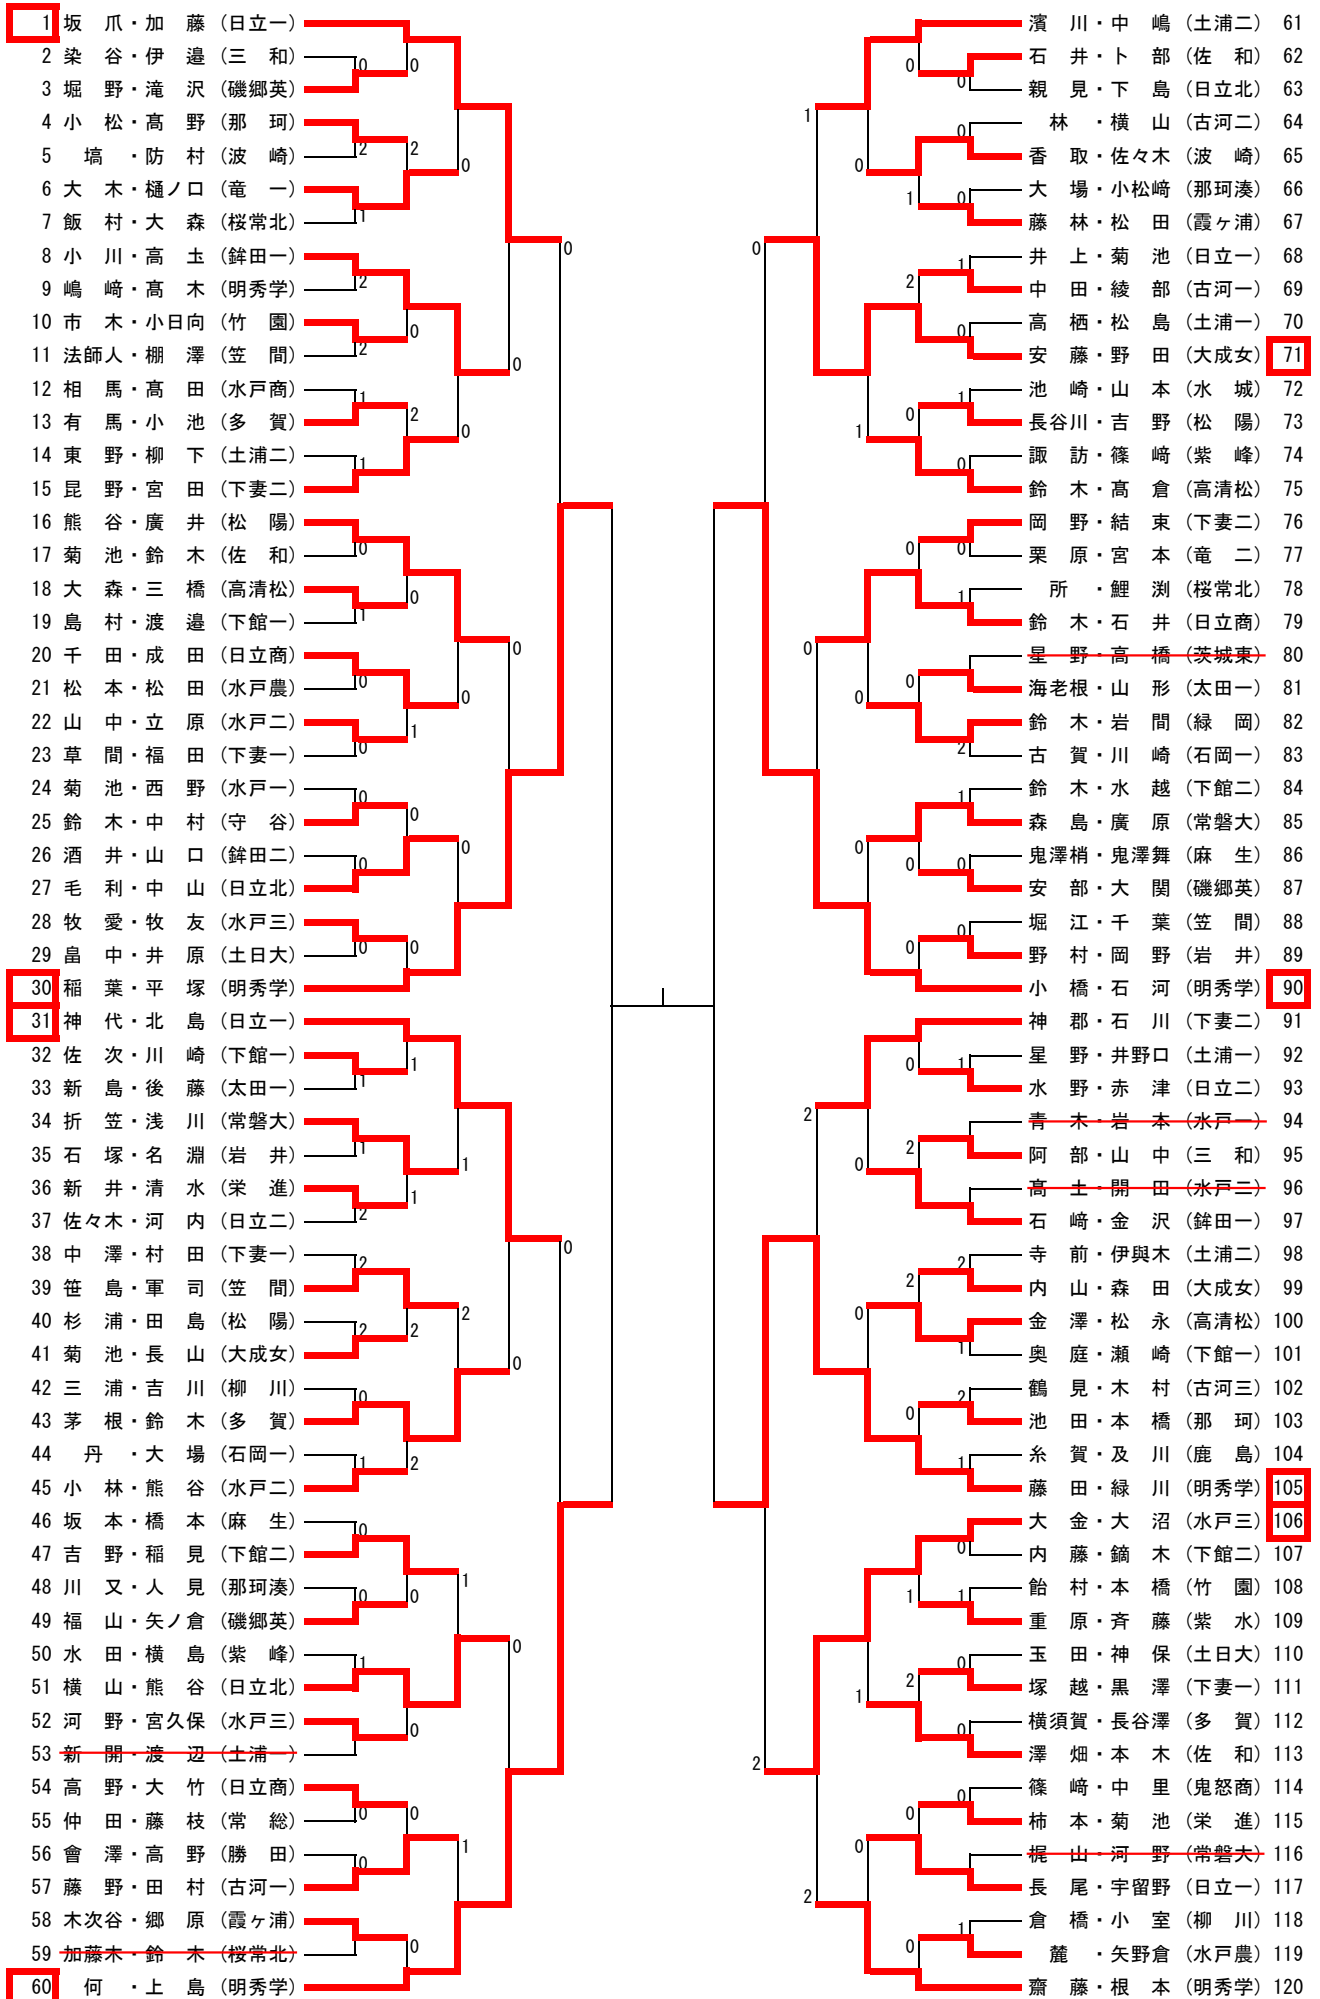 1 坂 爪・加 藤 (日立一)
2 染 谷・伊 邉 (三 和)
3 堀 野・滝 沢 (磯郷英)
4 小 松・髙 野 (那 珂)
5 塙 ・防 村 (波 崎)
6 大 木・樋ノ口 (竜 一)
7 飯 村・大 森 (桜常北)
8 小 川・高 圡 (鉾田一)
9 嶋 﨑・髙 木 (明秀学)
10 市 木・小日向 (竹 園)
11 法師人・棚 澤 (笠 間)
12 相 馬・髙 田 (水戸商)
13 有 馬・小 池 (多 賀)
14 東 野・柳 下 (土浦二)
15 昆 野・宮 田 (下妻二)
16 熊 谷・廣 井 (松 陽)
17 菊 池・鈴 木 (佐 和)
18 大 森・三 橋 (高清松)
19 島 村・渡 邉 (下館一)
20 千 田・成 田 (日立商)
21 松 本・松 田 (水戸農)
22 山 中・立 原 (水戸二)
23 草 間・福 田 (下妻一)
24 菊 池・西 野 (水戸一)
25 鈴 木・中 村 (守 谷)
26 酒 井・山 口 (鉾田二)
27 毛 利・中 山 (日立北)
28 牧 愛・牧 友 (水戸三)
29 畠 中・井 原 (土日大)
30 稲 葉・平 塚 (明秀学)
31 神 代・北 島 (日立一)
32 佐 次・川 崎 (下館一)
33 新 島・後 藤 (太田一)
34 折 笠・浅 川 (常磐大)
35 石 塚・名 淵 (岩 井)
36 新 井・清 水 (栄 進)
37 佐々木・河 内 (日立二)
38 中 澤・村 田 (下妻一)
39 笹 島・軍 司 (笠 間)
40 杉 浦・田 島 (松 陽)
41 菊 池・長 山 (大成女)
42 三 浦・吉 川 (柳 川)
43 茅 根・鈴 木 (多 賀)
44 丹 ・大 場 (石岡一)
45 小 林・熊 谷 (水戸二)
46 坂 本・橋 本 (麻 生)
47 吉 野・稲 見 (下館二)
48 川 又・人 見 (那珂湊)
49 福 山・矢ノ倉 (磯郷英)
50 水 田・横 島 (紫 峰)
51 横 山・熊 谷 (日立北)
52 河 野・宮久保 (水戸三)
53 新 開・渡 辺 (土浦一)
54 高 野・大 竹 (日立商)
55 仲 田・藤 枝 (常 総)
56 會 澤・高 野 (勝 田)
57 藤 野・田 村 (古河一)
58 木次谷・郷 原 (霞ヶ浦)
59 加藤木・鈴 木 (桜常北)
60 何 ・上 島 (明秀学)
濱 川・中 嶋 (土浦二) 61
石 井・卜 部 (佐 和) 62
親 見・下 島 (日立北) 63
林 ・横 山 (古河二) 64
香 取・佐々木 (波 崎) 65
大 場・小松﨑 (那珂湊) 66
藤 林・松 田 (霞ヶ浦) 67
井 上・菊 池 (日立一) 68
中 田・綾 部 (古河一) 69
高 栖・松 島 (土浦一) 70
安 藤・野 田 (大成女) 71
池 崎・山 本 (水 城) 72
長谷川・吉 野 (松 陽) 73
諏 訪・篠 﨑 (紫 峰) 74
鈴 木・髙 倉 (高清松) 75
岡 野・結 束 (下妻二) 76
栗 原・宮 本 (竜 二) 77
所 ・鯉 渕 (桜常北) 78
鈴 木・石 井 (日立商) 79
星 野・高 橋 (茨城東) 80
海老根・山 形 (太田一) 81
鈴 木・岩 間 (緑 岡) 82
古 賀・川 崎 (石岡一) 83
鈴 木・水 越 (下館二) 84
森 島・廣 原 (常磐大) 85
鬼澤梢・鬼澤舞 (麻 生) 86
安 部・大 関 (磯郷英) 87
堀 江・千 葉 (笠 間) 88
野 村・岡 野 (岩 井) 89
小 橋・石 河 (明秀学) 90
神 郡・石 川 (下妻二) 91
星 野・井野口 (土浦一) 92
水 野・赤 津 (日立二) 93
青 木・岩 本 (水戸一) 94
阿 部・山 中 (三 和) 95
髙 土・開 田 (水戸二) 96
石 﨑・金 沢 (鉾田一) 97
寺 前・伊與木 (土浦二) 98
内 山・森 田 (大成女) 99
金 澤・松 永 (高清松) 100
奥 庭・瀬 崎 (下館一) 101
鶴 見・木 村 (古河三) 102
池 田・本 橋 (那 珂) 103
糸 賀・及 川 (鹿 島) 104
藤 田・緑 川 (明秀学) 105
大 金・大 沼 (水戸三) 106
内 藤・鏑 木 (下館二) 107
飴 村・本 橋 (竹 園) 108
重 原・斉 藤 (紫 水) 109
玉 田・神 保 (土日大) 110
塚 越・黒 澤 (下妻一) 111
横須賀・長谷澤 (多 賀) 112
澤 畑・本 木 (佐 和) 113
篠 﨑・中 里 (鬼怒商) 114
柿 本・菊 池 (栄 進) 115
梶 山・河 野 (常磐大) 116
長 尾・宇留野 (日立一) 117
倉 橋・小 室 (柳 川) 118
麓 ・矢野倉 (水戸農) 119
齋 藤・根 本 (明秀学) 120